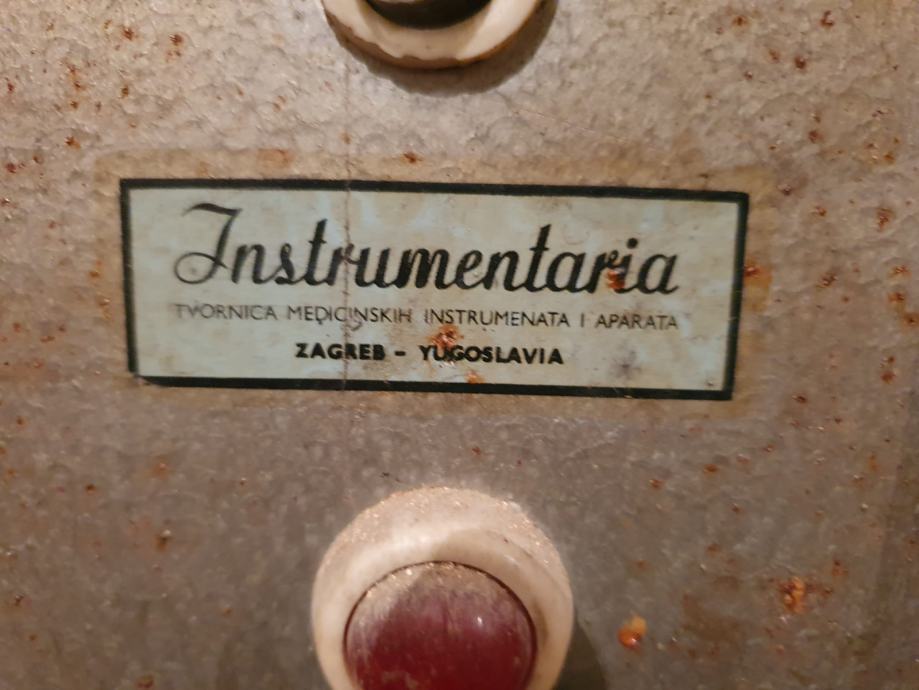 Instrumentaria
TVORNICA MEDICINSKIH INSTRUMENATA I APARATA
ZAGREB - YUGOSLAVIA